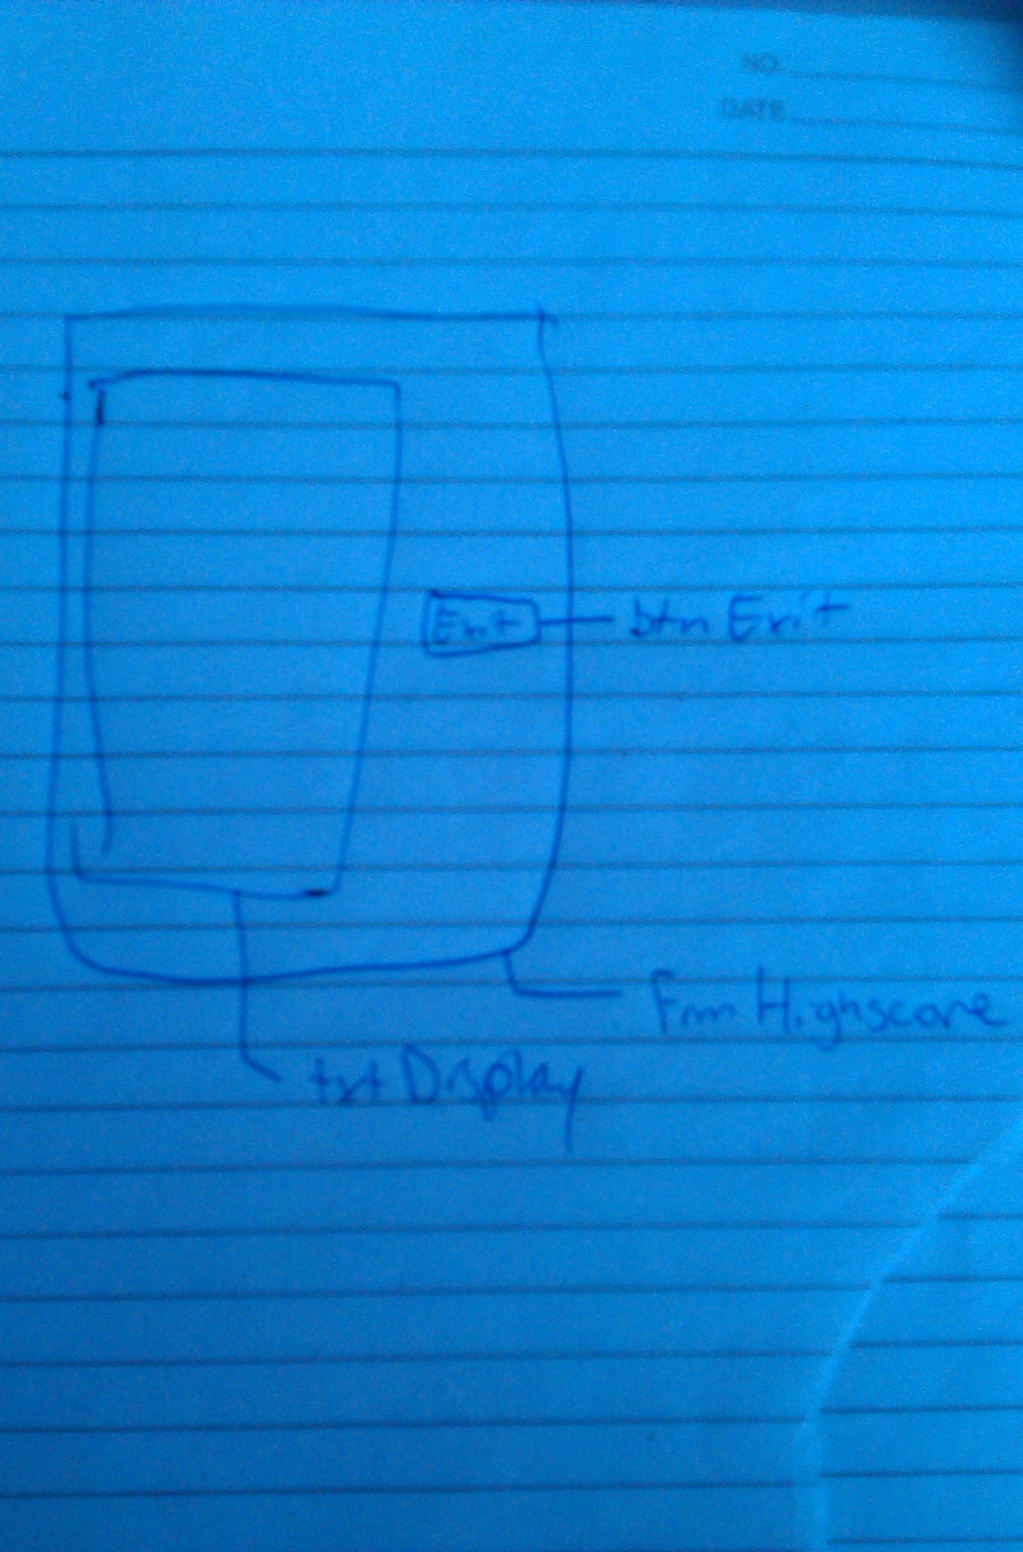 NO.
DATE
Exit
btn Exit
Frm Highscore
txt Display